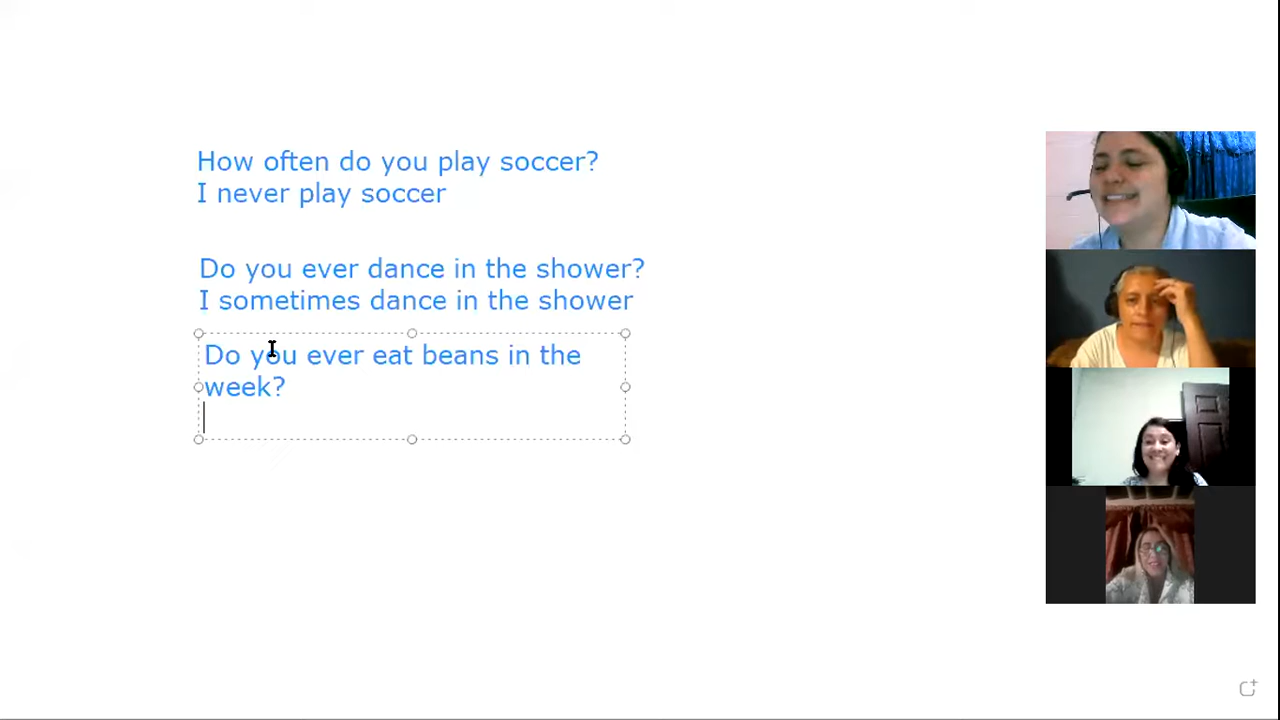 How often do you play soccer?
I never play soccer
Do you ever dance in the shower?
I sometimes dance in the shower
Do you ever eat beans in the
week?